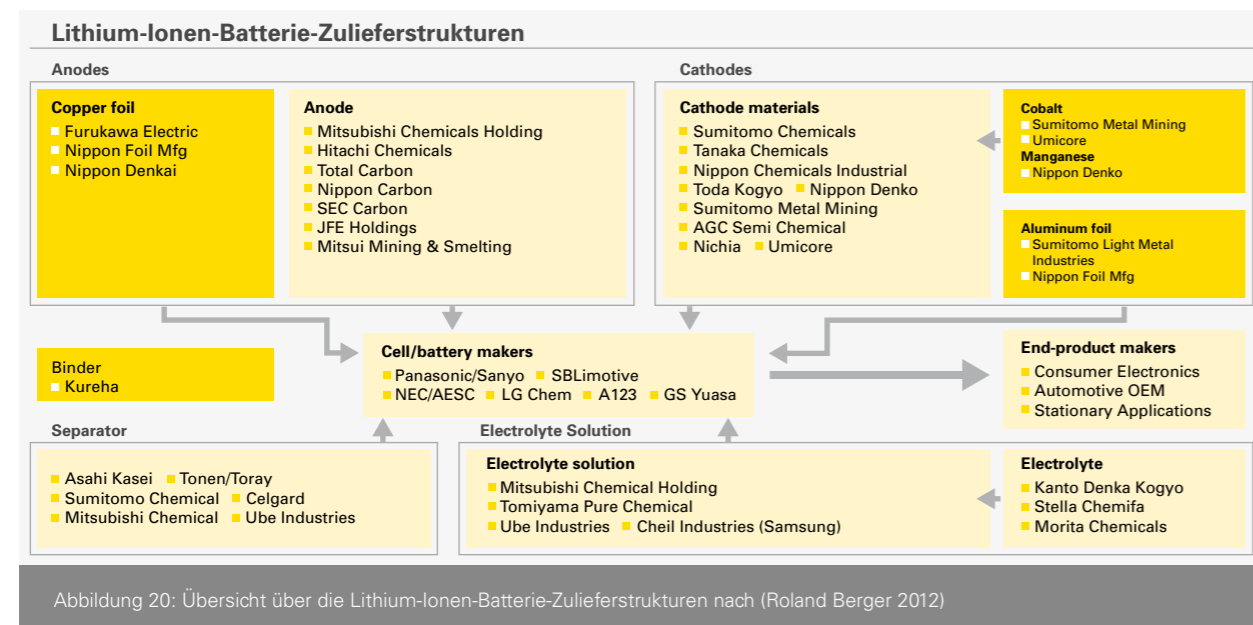 Lithium-Ionen-Batterie-Zulieferstrukturen
Anodes
Copper foil
Furukawa Electric
Nippon Foil Mfg
Nippon Denkai
Anode
Mitsubishi Chemicals Holding
Hitachi Chemicals
Total Carbon
Nippon Carbon
SEC Carbon
JFE Holdings
Mitsui Mining & Smelting
Cathodes
Cathode materials
Sumitomo Chemicals
Tanaka Chemicals
Nippon Chemicals Industrial
Toda Kogyo Nippon Denko
Sumitomo Metal Mining
AGC Semi Chemical
Nichia Umicore
Cobalt
Sumitomo Metal Mining
Umicore
Manganese
Nippon Denko
Aluminum foil
Sumitomo Light Metal
Industries
Nippon Foil Mfg
Binder
Kureha
Cell/battery makers
Panasonic/Sanyo SBLimotive
NEC/AESC LG Chem A123 GS Yuasa
End-product makers
Consumer Electronics
Automotive OEM
Stationary Applications
Separator
Asahi Kasei Tonen/Toray
Sumitomo Chemical Celgard
Mitsubishi Chemical Ube Industries
Electrolyte Solution
Electrolyte solution
Mitsubishi Chemical Holding
Tomiyama Pure Chemical
Ube Industries Cheil Industries (Samsung)
Electrolyte
Kanto Denka Kogyo
Stella Chemifa
Morita Chemicals
Abbildung 20: Übersicht über die Lithium-Ionen-Batterie-Zulieferstrukturen nach (Roland Berger 2012)